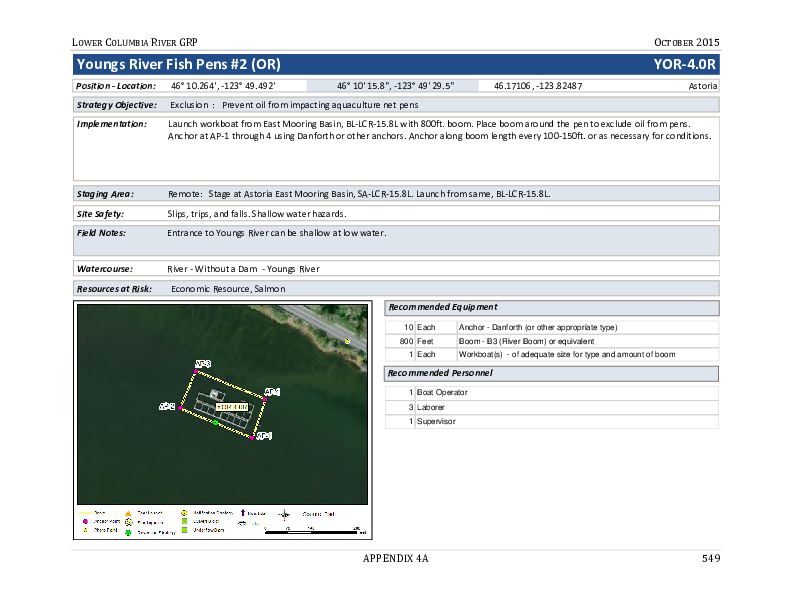 LOWER COLUMBIA RIVER GRP OCTOBER 2015
Youngs River Fish Pens #2 (OR) YOR-4.0R
Position - Location: 46° 10.264', -123° 49.492' 46° 10' 15.8", -123° 49' 29.5" 46.17106, -123.82487 Astoria
Strategy Objective: Exclusion : Prevent oil from impacting aquaculture net pens
Implementation: Launch workboat from East Mooring Basin, BL-LCR-15.8L with 800ft. boom. Place boom around the pen to exclude oil from pens.
Anchor at AP-1 through 4 using Danforth or other anchors. Anchor along boom length every 100-150ft. or as necessary for conditions.
Staging Area: Remote: Stage at Astoria East Mooring Basin, SA-LCR-15.8L. Launch from same, BL-LCR-15.8L.
Site Safety: Slips, trips, and falls. Shallow water hazards.
Field Notes: Entrance to Youngs River can be shallow at low water.
Watercourse: River - Without a Dam - Youngs River
Resources at Risk: Economic Resource, Salmon
Recommended Equipment
10 Each Anchor - Danforth (or other appropriate type)
800 Feet Boom - B3 (River Boom) or equivalent
1 Each Workboat(s) - of adequate size for type and amount of boom
Recommended Personnel
1 Boat Operator
3 Laborer
1 Supervisor
AP-3
AP-2
YOR-4.0R
Anchor Point
Photo Point
APPENDIX 4A 549